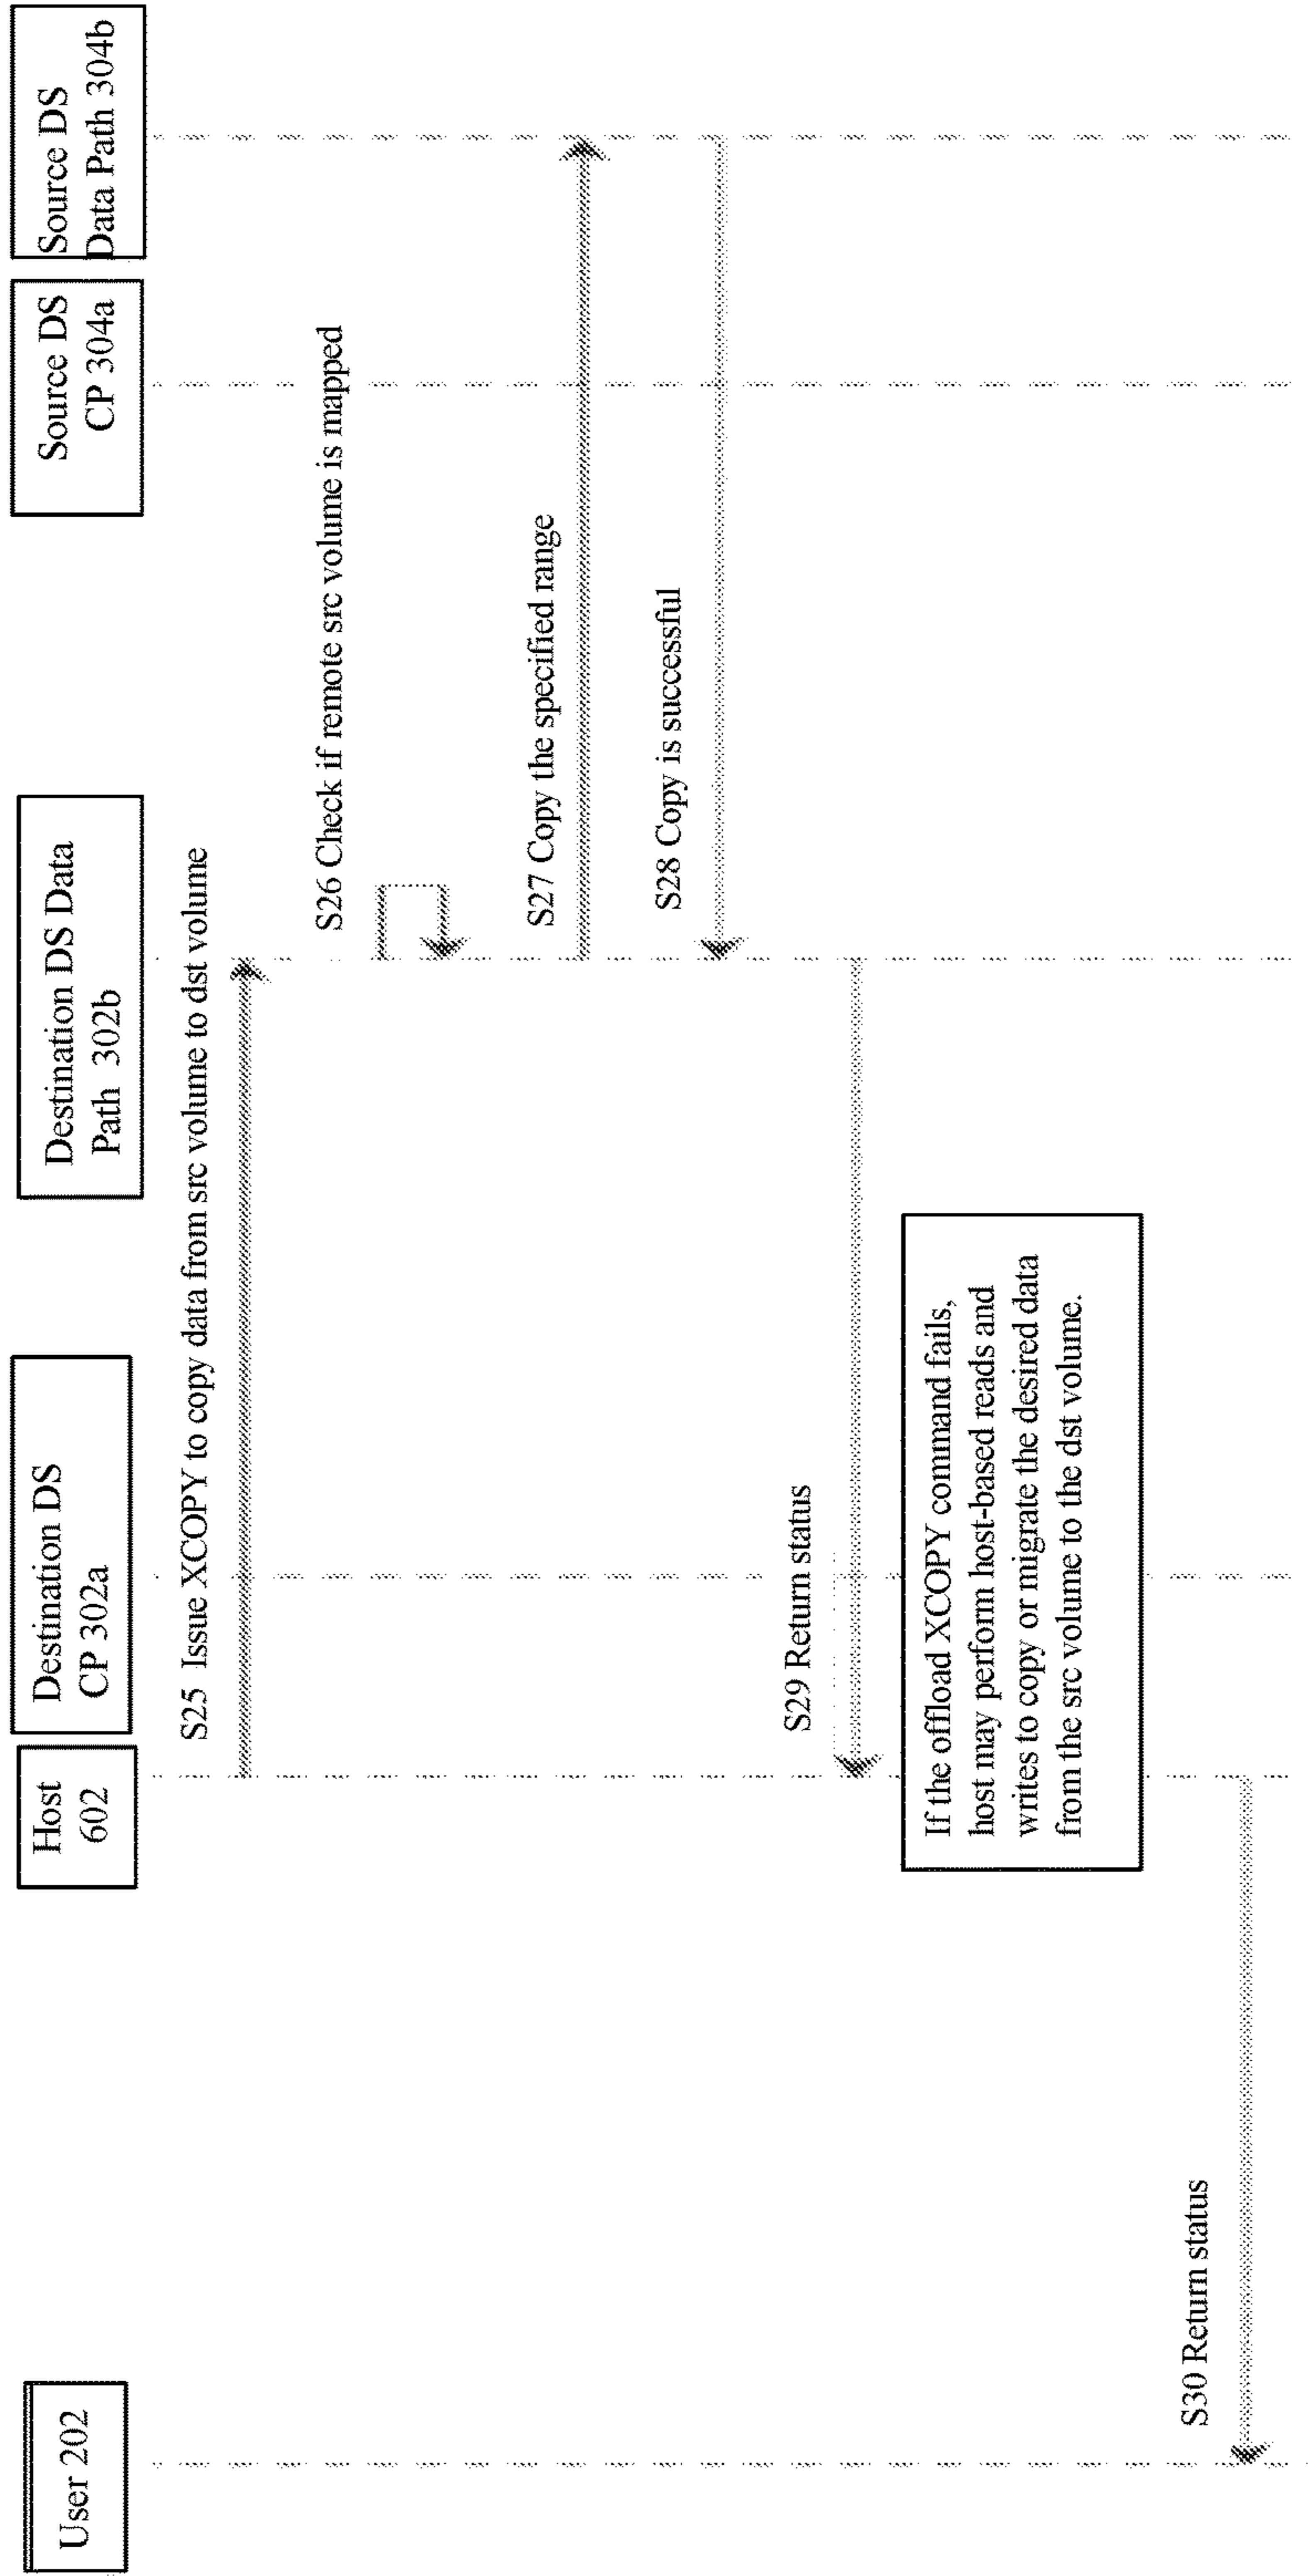 User 202
Host
602
Destination DS
CP 302a
Destination DS Data
Path 302b
Source DS
CP 304a
Source DS
Data Path 304b
S25 Issue XCOPY to copy data from src volume to dst volume
S26 Check if remote src volume is mapped
S27 Copy the specified range
S28 Copy is successful
S29 Return status
If the offload XCOPY command fails,
host may perform host-based reads and
writes to copy or migrate the desired data
from the src volume to the dst volume.
S30 Return status